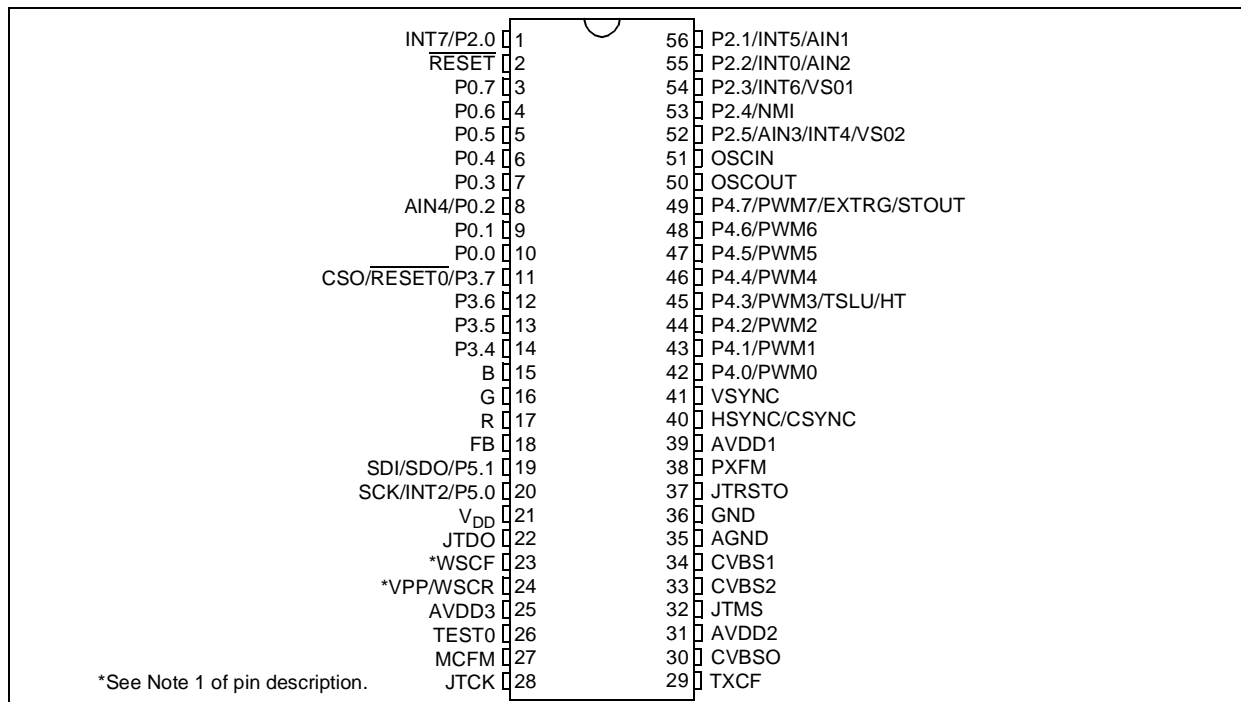 INT7/P2.0 1 56 P2.1/INT5/AIN1
RESET 2 55 P2.2/INT0/AIN2
P0.7 3 54 P2.3/INT6/VS01
P0.6 4 53 P2.4/NMI
P0.5 5 52 P2.5/AIN3/INT4/VS02
P0.4 6 51 OSCIN
P0.3 7 50 OSCOUT
AIN4/P0.2 8 49 P4.7/PWM7/EXTRG/STOUT
P0.1 9 48 P4.6/PWM6
P0.0 10 47 P4.5/PWM5
CSO/RESET0/P3.7 11 46 P4.4/PWM4
P3.6 12 45 P4.3/PWM3/TSLU/HT
P3.5 13 44 P4.2/PWM2
P3.4 14 43 P4.1/PWM1
B 15 42 P4.0/PWM0
G 16 41 VSYNC
R 17 40 HSYNC/CSYNC
FB 18 39 AVDD1
SDI/SDO/P5.1 19 38 PXFM
SCK/INT2/P5.0 20 37 JTRSTO
VDD 21 36 GND
JTDO 22 35 AGND
*WSCF 23 34 CVBS1
*VPP/WSCR 24 33 CVBS2
AVDD3 25 32 JTMS
TEST0 26 31 AVDD2
MCFM 27 30 CVBSO
*See Note 1 of pin description. JTCK 28 29 TXCF